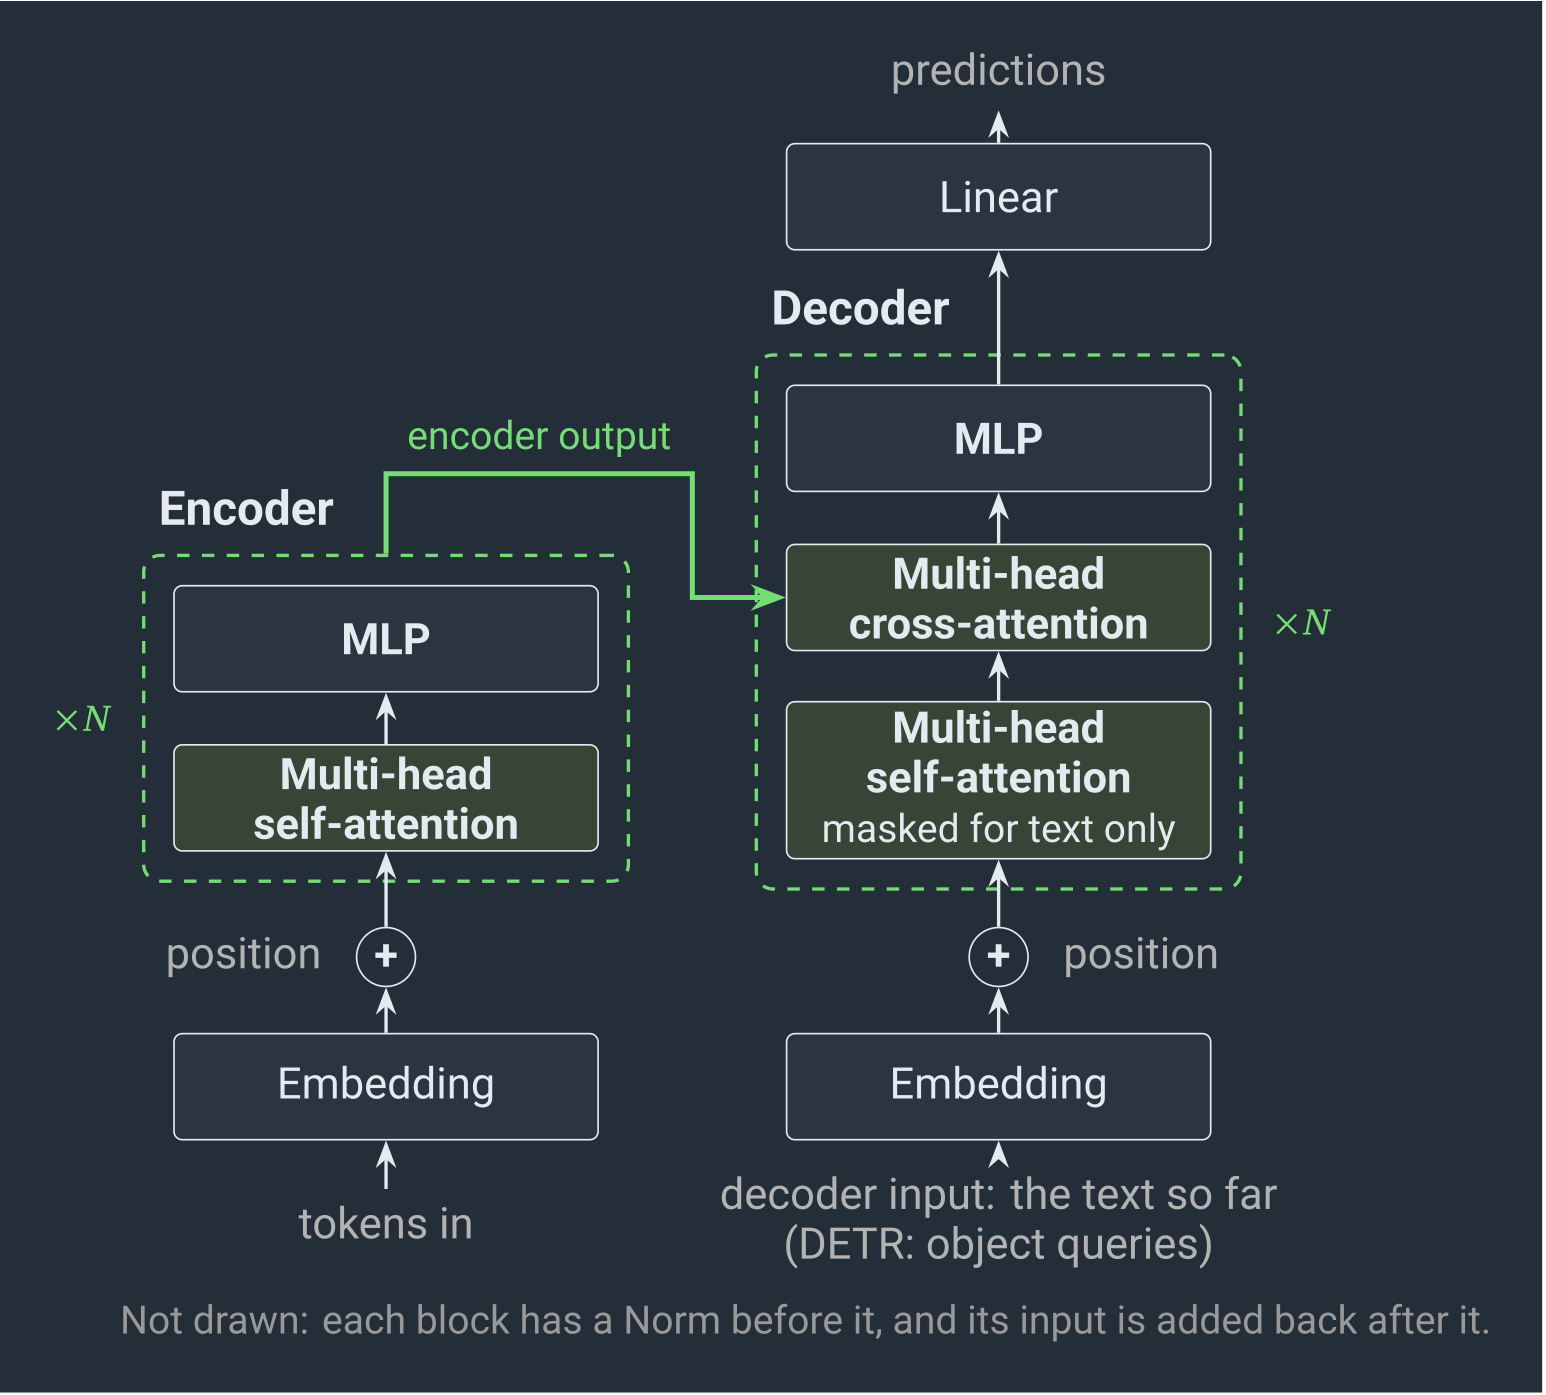 predictions
Linear
Decoder
MLP
encoder output
Multi-head
cross-attention
×N
Multi-head
self-attention
masked for text only
Encoder
MLP
×N
Multi-head
self-attention
position
+
+
position
Embedding
Embedding
tokens in
decoder input: the text so far
(DETR: object queries)
Not drawn: each block has a Norm before it, and its input is added back after it.